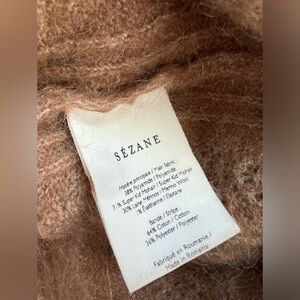 SÉZANE
Matière principale / Main fabric :
38% Polyamide / Polyamide
31% Super Kid Mohair / Super Kid Mohair
30% Laine Mérinos / Merino Wool
1% Élasthanne / Elastane
Bande / Stripe :
64% Cotton / Cotton
36% Polyester / Polyester
Fabriqué en Roumanie /
Made in Romania